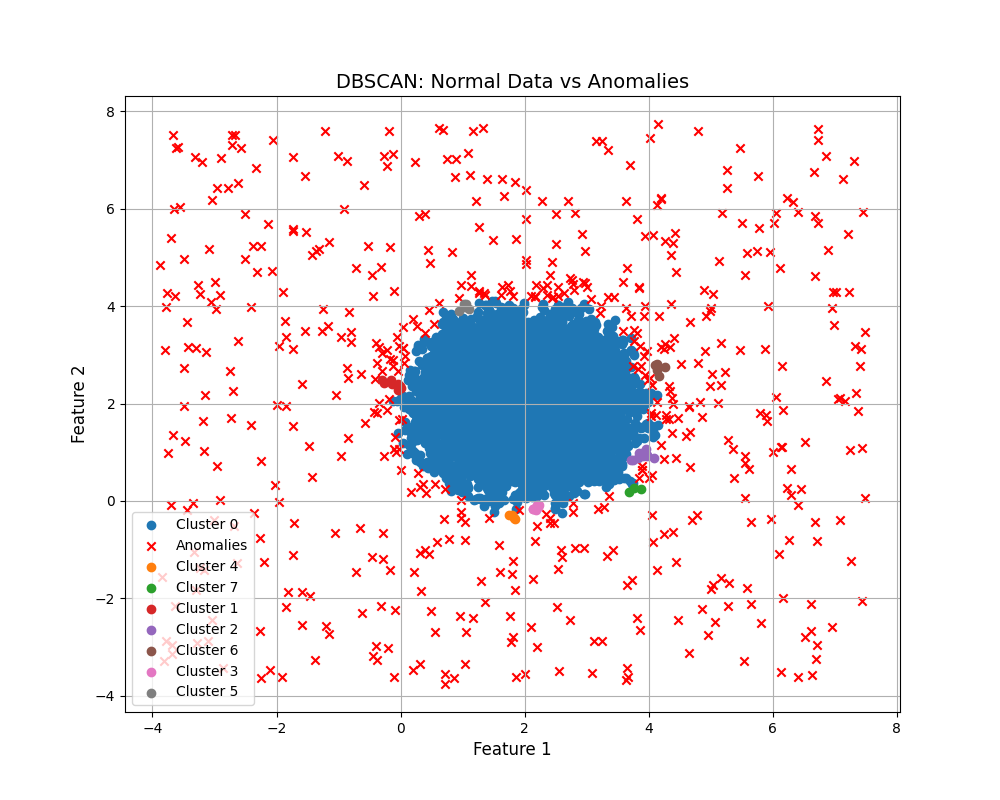 DBSCAN: Normal Data vs Anomalies
Feature 2
8
6
4
2
0
−2
−4
Cluster 0
Anomalies
Cluster 4
Cluster 7
Cluster 1
Cluster 2
Cluster 6
Cluster 3
Cluster 5
−4 −2 0 2 4 6 8
Feature 1